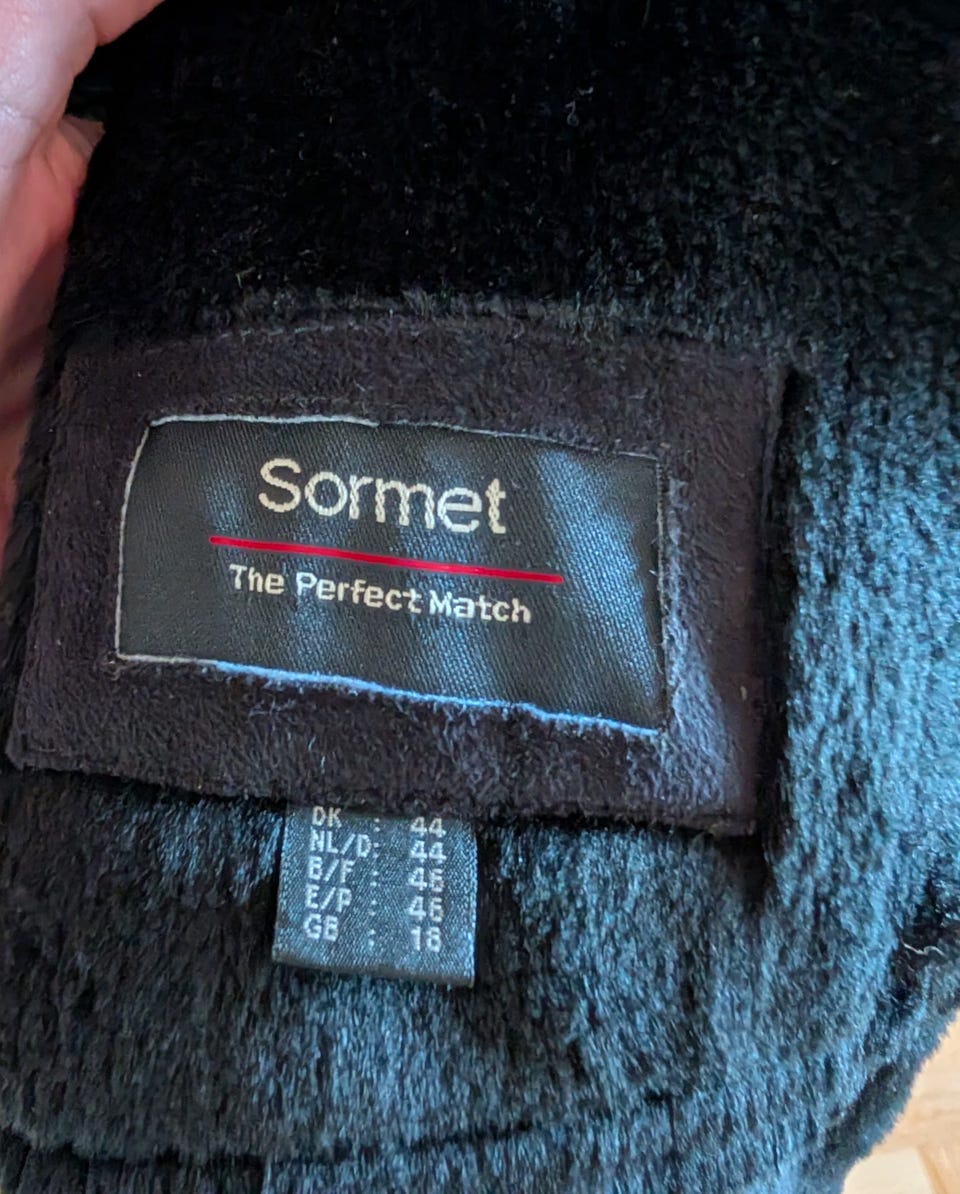 Sormet
The Perfect Match
DK : 44
NL/D: 44
B/F : 46
E/P : 46
GB : 18